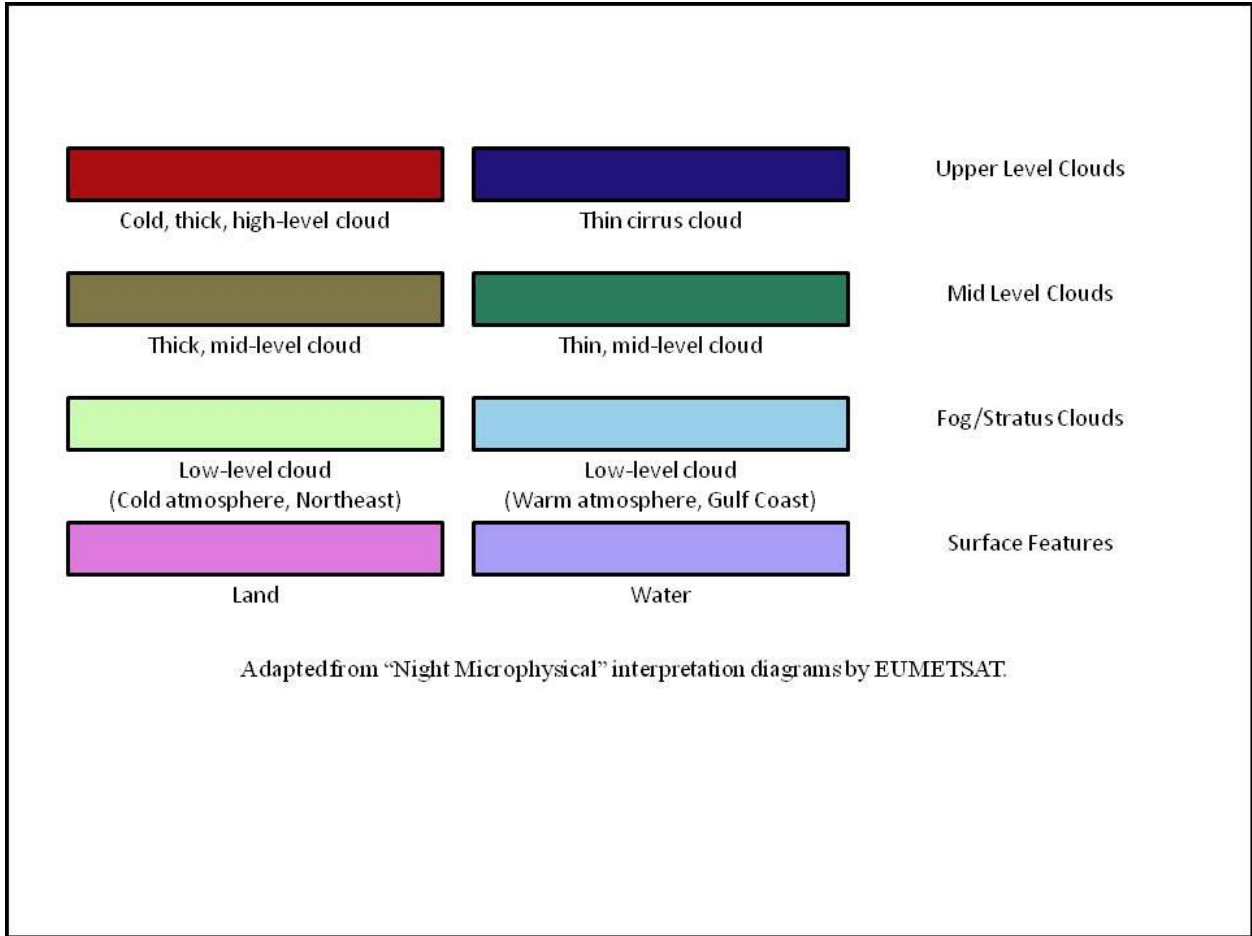 Upper Level Clouds
Cold, thick, high-level cloud
Thin cirrus cloud
Mid Level Clouds
Thick, mid-level cloud
Thin, mid-level cloud
Fog/Stratus Clouds
Low-level cloud
(Cold atmosphere, Northeast)
Low-level cloud
(Warm atmosphere, Gulf Coast)
Surface Features
Land
Water
Adapted from “Night Microphysical” interpretation diagrams by EUMETSAT.